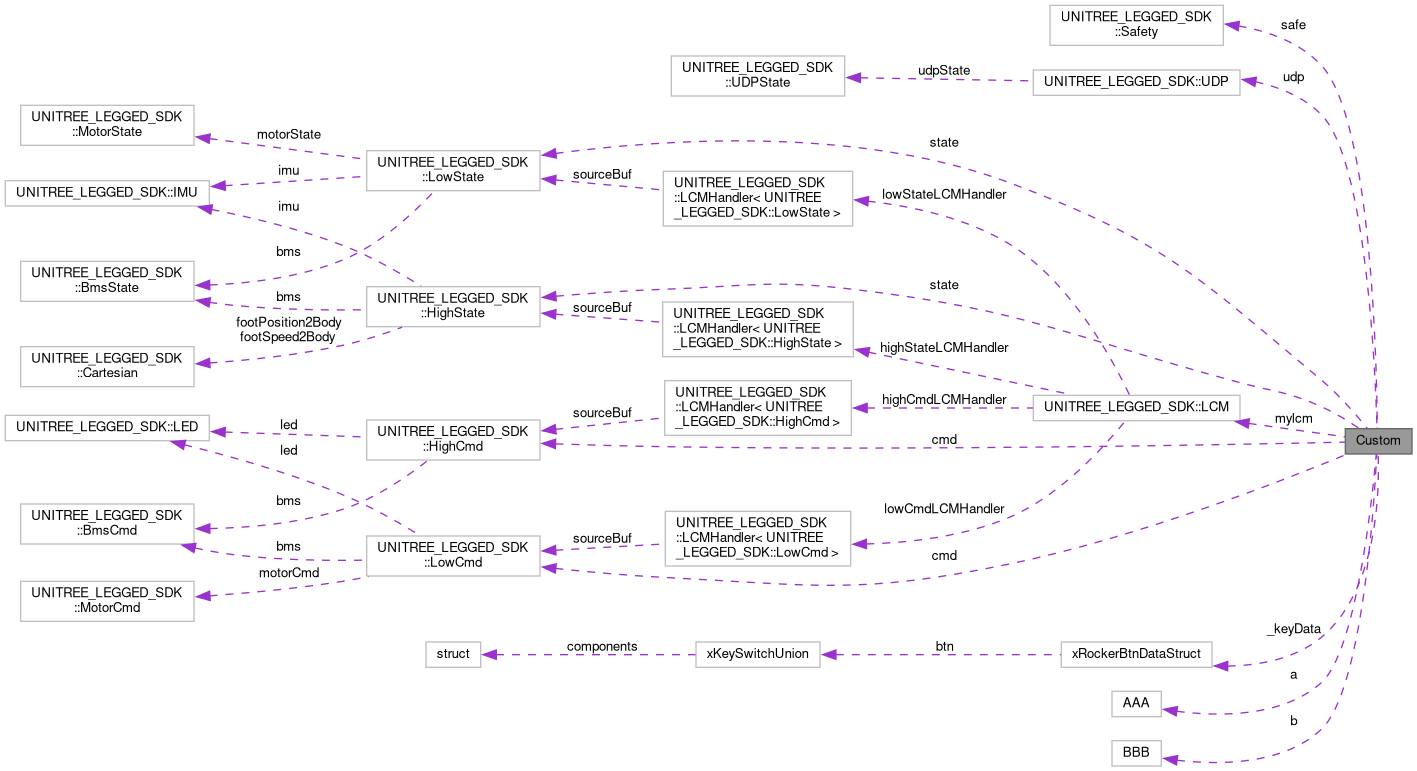 UNITREE_LEGGED_SDK
::Safety
safe
UNITREE_LEGGED_SDK
::UDPState
udpState
UNITREE_LEGGED_SDK::UDP
udp
UNITREE_LEGGED_SDK
::MotorState
motorState
UNITREE_LEGGED_SDK
::LowState
state
imu
UNITREE_LEGGED_SDK::IMU
sourceBuf
UNITREE_LEGGED_SDK
::LCMHandler< UNITREE
_LEGGED_SDK::LowState >
lowStateLCMHandler
imu
bms
UNITREE_LEGGED_SDK
::BmsState
bms
UNITREE_LEGGED_SDK
::HighState
state
sourceBuf
UNITREE_LEGGED_SDK
::LCMHandler< UNITREE
_LEGGED_SDK::HighState >
footPosition2Body
footSpeed2Body
highStateLCMHandler
UNITREE_LEGGED_SDK
::Cartesian
UNITREE_LEGGED_SDK
::LCMHandler< UNITREE
_LEGGED_SDK::HighCmd >
highCmdLCMHandler
UNITREE_LEGGED_SDK::LCM
mylcm
Custom
UNITREE_LEGGED_SDK::LED
led
led
UNITREE_LEGGED_SDK
::HighCmd
sourceBuf
cmd
UNITREE_LEGGED_SDK
::BmsCmd
bms
bms
UNITREE_LEGGED_SDK
::LowCmd
sourceBuf
UNITREE_LEGGED_SDK
::LCMHandler< UNITREE
_LEGGED_SDK::LowCmd >
lowCmdLCMHandler
cmd
motorCmd
UNITREE_LEGGED_SDK
::MotorCmd
struct
components
xKeySwitchUnion
btn
xRockerBtnDataStruct
_keyData
AAA
a
BBB
b